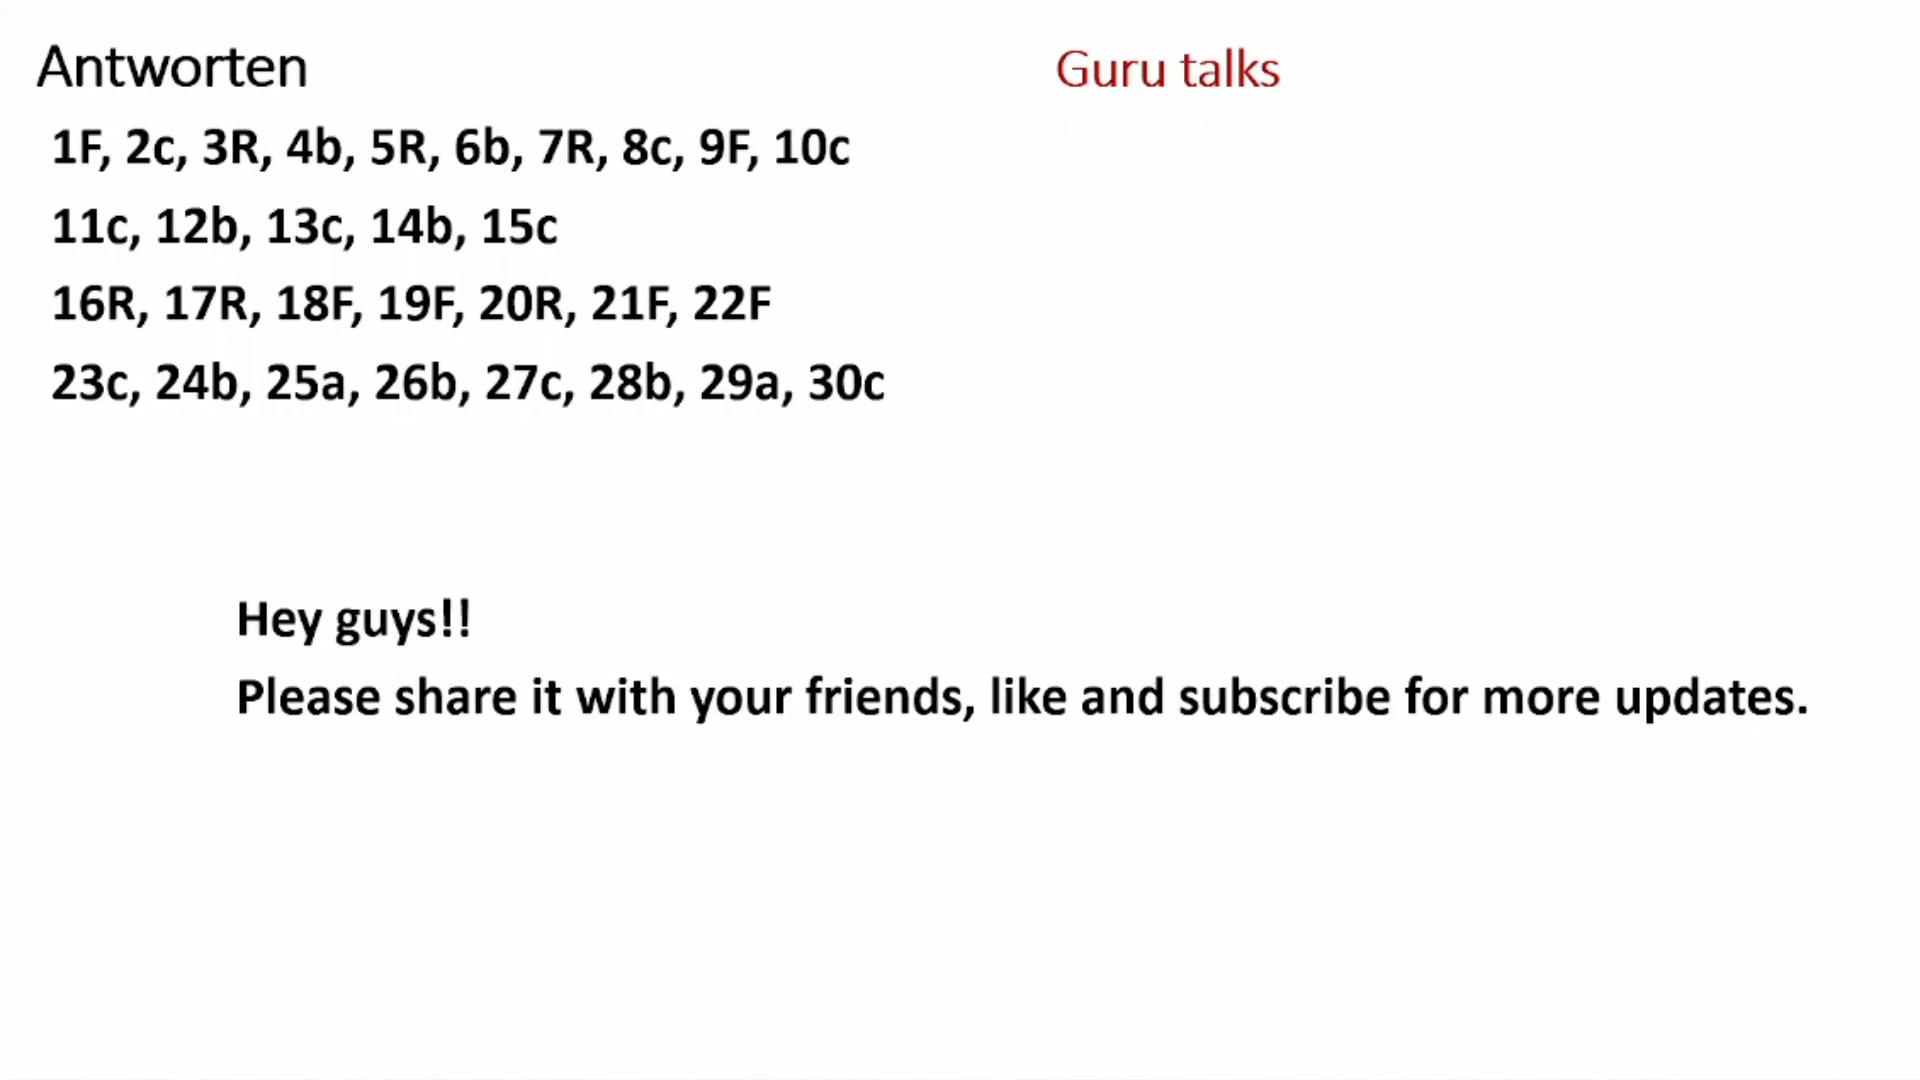 Antworten
Guru talks
1F, 2c, 3R, 4b, 5R, 6b, 7R, 8c, 9F, 10c
11c, 12b, 13c, 14b, 15c
16R, 17R, 18F, 19F, 20R, 21F, 22F
23c, 24b, 25a, 26b, 27c, 28b, 29a, 30c
Hey guys!!
Please share it with your friends, like and subscribe for more updates.